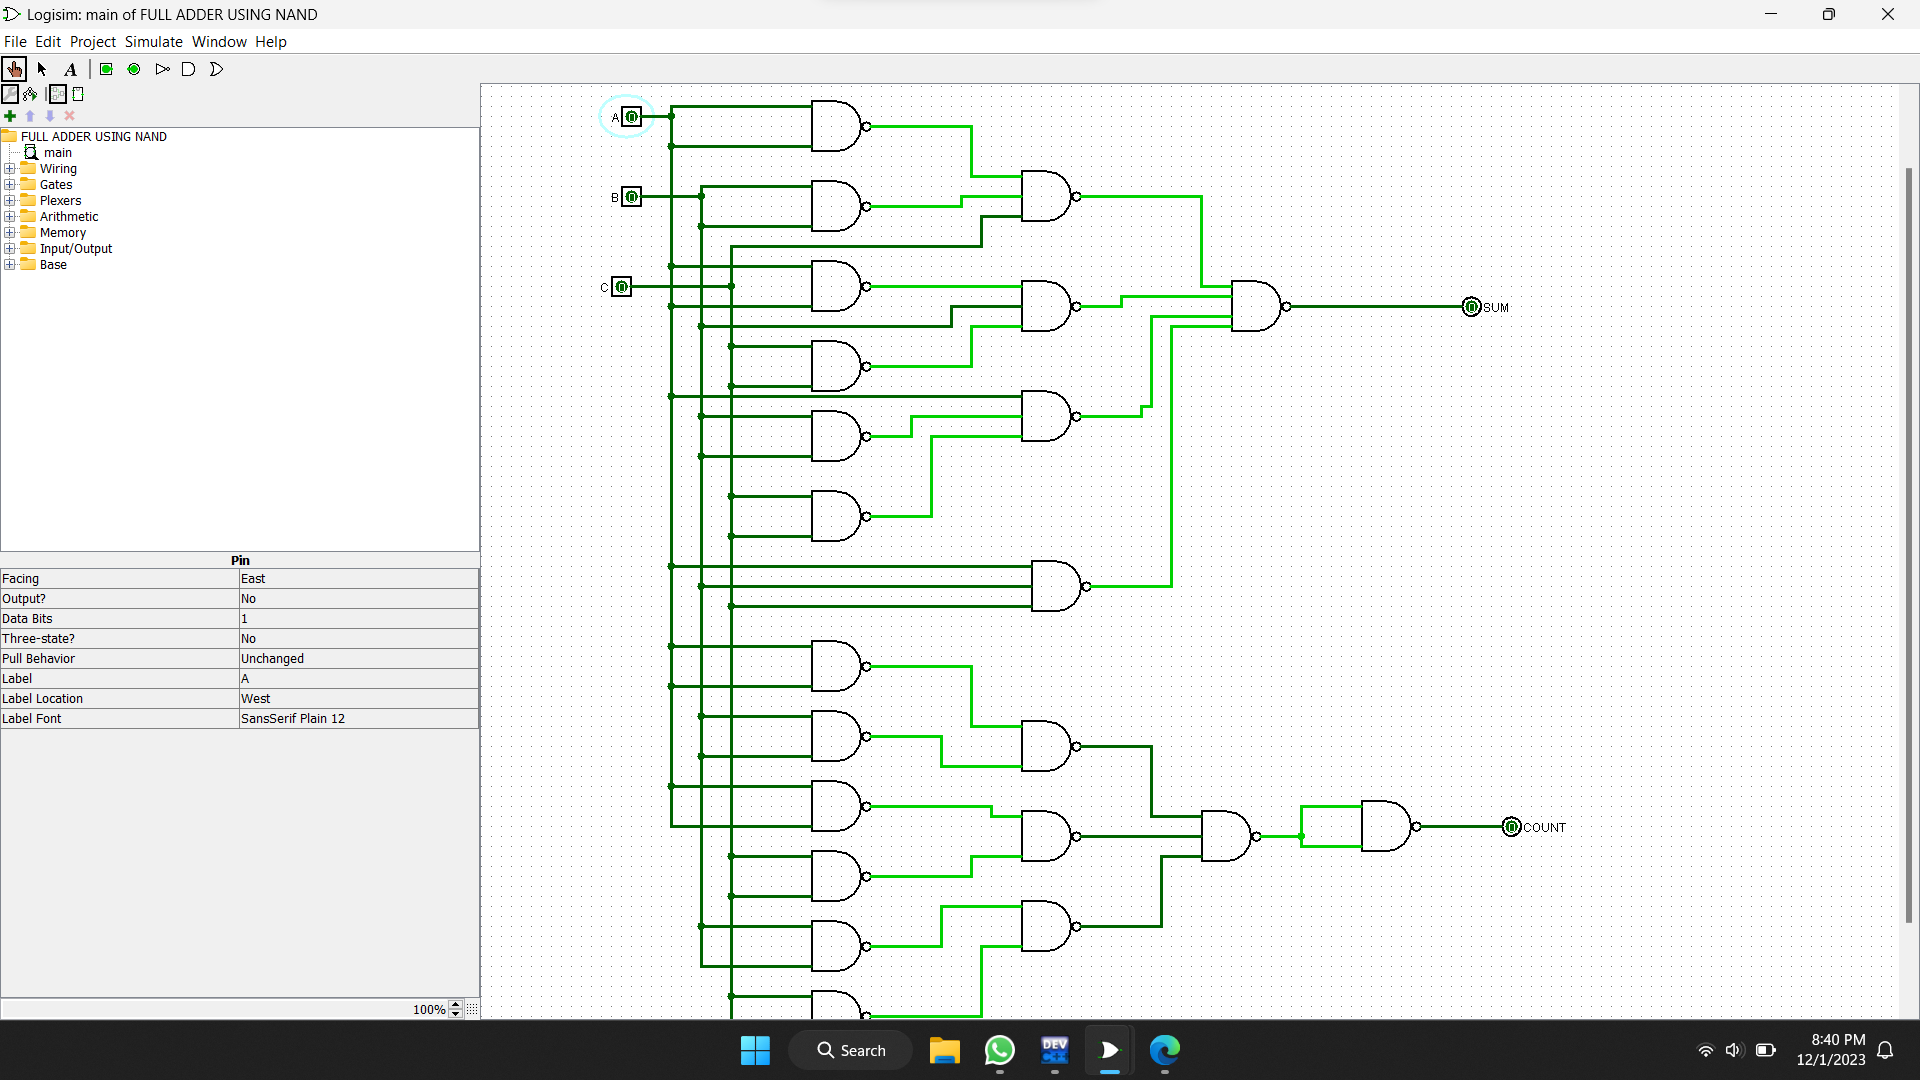 Logisim: main of FULL ADDER USING NAND
File Edit Project Simulate Window Help
A
FULL ADDER USING NAND
main
Wiring
Gates
Plexers
Arithmetic
Memory
Input/Output
Base
Pin
Facing East
Output? No
Data Bits 1
Three-state? No
Pull Behavior Unchanged
Label A
Label Location West
Label Font SansSerif Plain 12
100%
A 0
B 0
C 0
0 SUM
0 COUNT
Search
DEV
C++
8:40 PM
12/1/2023